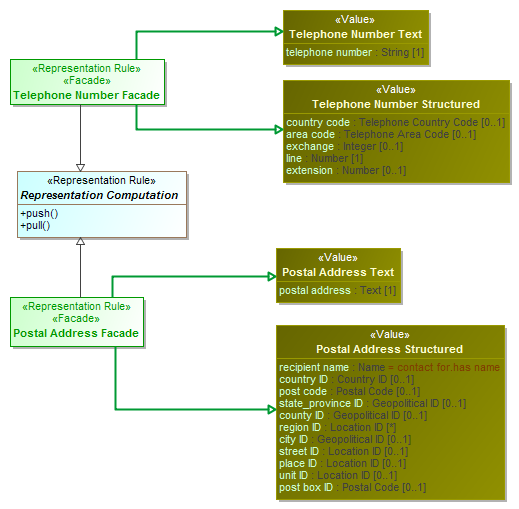 «Value»
Telephone Number Text
telephone number : String [1]
«Representation Rule»
«Facade»
Telephone Number Facade
«Value»
Telephone Number Structured
country code : Telephone Country Code [0..1]
area code : Telephone Area Code [0..1]
exchange : Integer [0..1]
line : Number [1]
extension : Number [0..1]
«Representation Rule»
Representation Computation
+push()
+pull()
«Value»
Postal Address Text
postal address : Text [1]
«Representation Rule»
«Facade»
Postal Address Facade
«Value»
Postal Address Structured
recipient name : Name = contact for.has name
country ID : Country ID [0..1]
post code : Postal Code [0..1]
state_province ID : Geopolitical ID [0..1]
county ID : Geopolitical ID [0..1]
region ID : Location ID [*]
city ID : Geopolitical ID [0..1]
street ID : Location ID [0..1]
place ID : Location ID [0..1]
unit ID : Location ID [0..1]
post box ID : Postal Code [0..1]